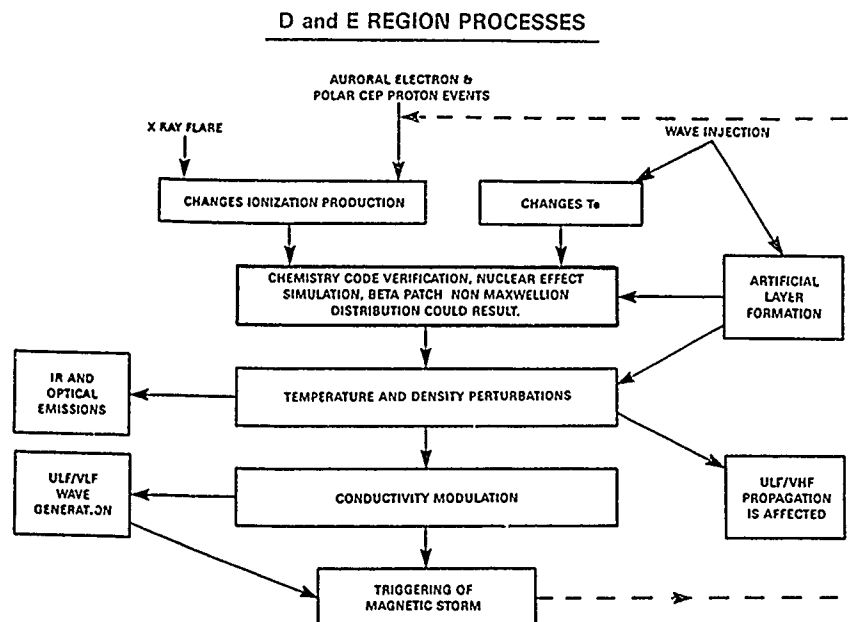 D and E REGION PROCESSES
AURORAL ELECTRON &
POLAR CEP PROTON EVENTS
X RAY FLARE
WAVE INJECTION
CHANGES IONIZATION PRODUCTION
CHANGES Te
CHEMISTRY CODE VERIFICATION, NUCLEAR EFFECT
SIMULATION, BETA PATCH NON MAXWELLION
DISTRIBUTION COULD RESULT.
ARTIFICIAL
LAYER
FORMATION
IR AND
OPTICAL
EMISSIONS
TEMPERATURE AND DENSITY PERTURBATIONS
ULF/VLF
WAVE
GENERATION
CONDUCTIVITY MODULATION
ULF/VHF
PROPAGATION
IS AFFECTED
TRIGGERING OF
MAGNETIC STORM